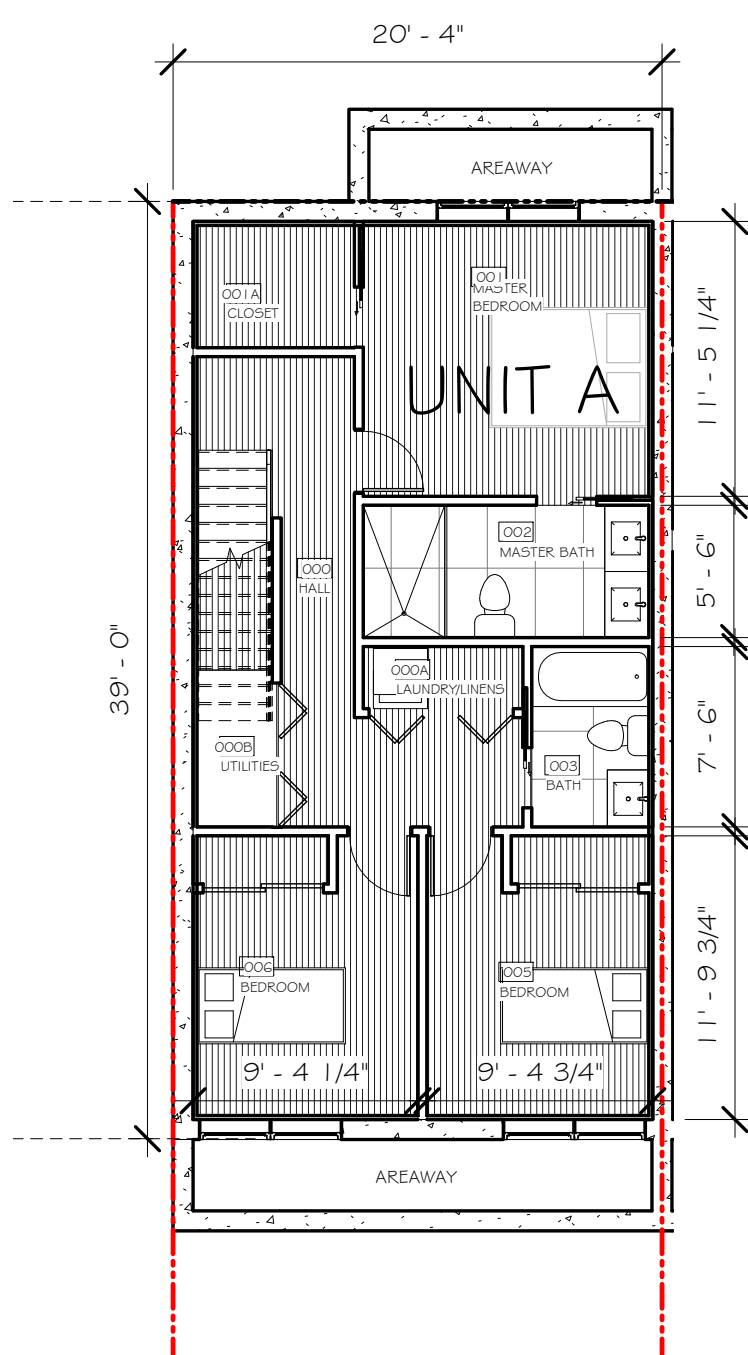 20' - 4"
AREAWAY
001A
CLOSET
001
MASTER
BEDROOM
UNIT A
11' - 5 1/4"
002
MASTER BATH
000
HALL
5' - 6"
39' - 0"
000A
LAUNDRY/LINENS
000B
UTILITIES
003
BATH
7' - 6"
006
BEDROOM
005
BEDROOM
11' - 9 3/4"
9' - 4 1/4"
9' - 4 3/4"
AREAWAY